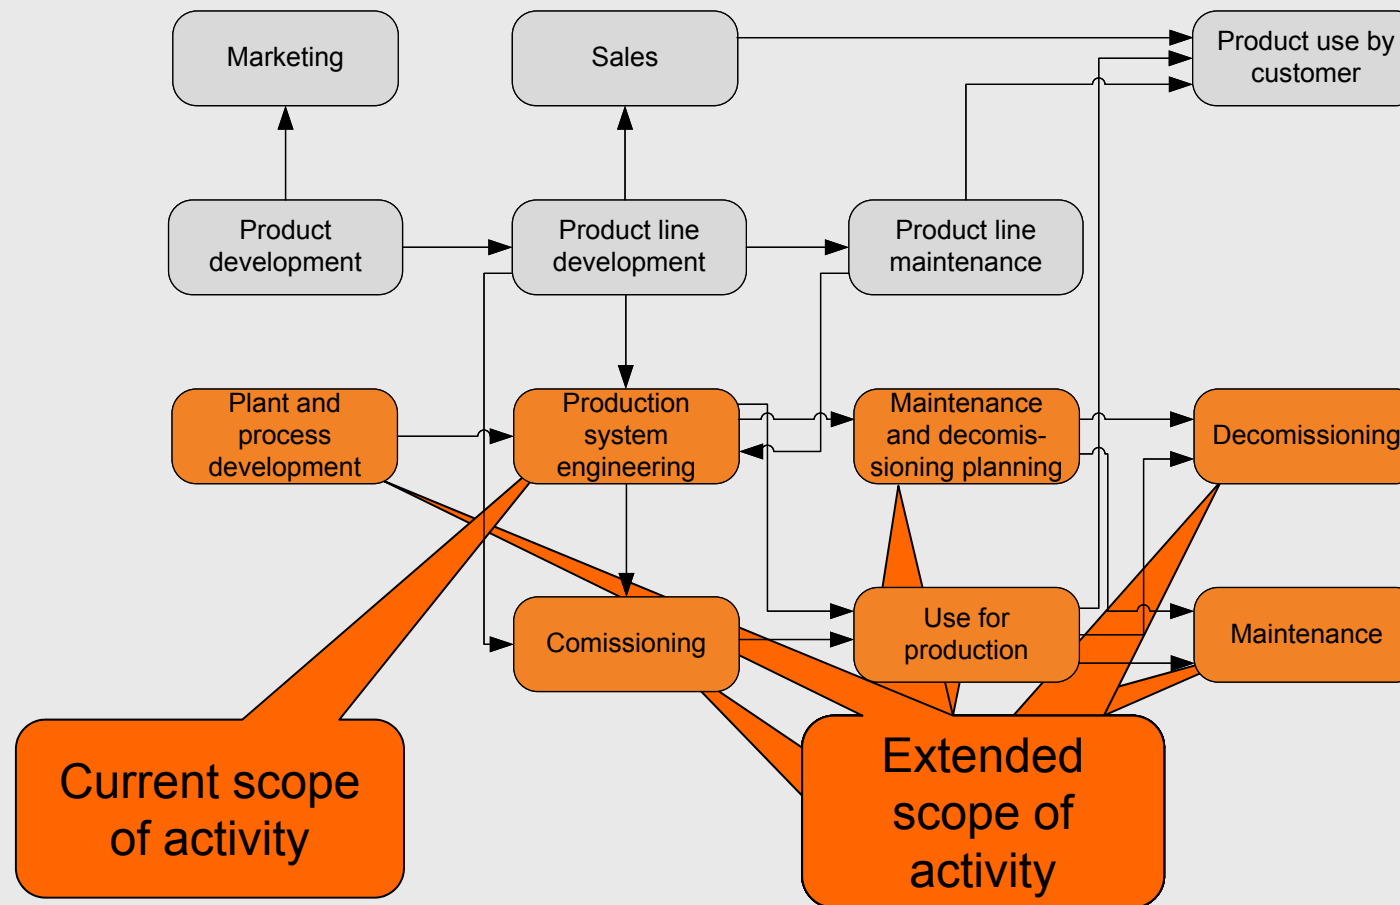 Marketing
Sales
Product use by
customer
Product
development
Product line
development
Product line
maintenance
Plant and
process
development
Production
system
engineering
Maintenance
and decomis-
sioning planning
Decomissioning
Comissioning
Use for
production
Maintenance
Current scope
of activity
Extended
scope of
activity